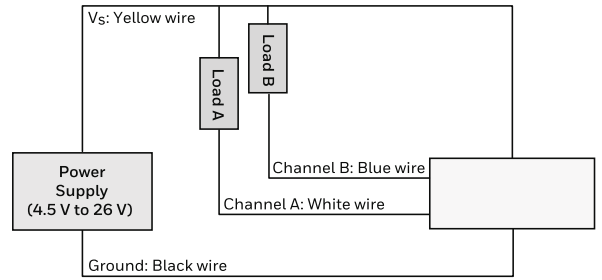 Vs: Yellow wire
Load A
Load B
Power
Supply
(4.5 V to 26 V)
Channel B: Blue wire
Channel A: White wire
Ground: Black wire